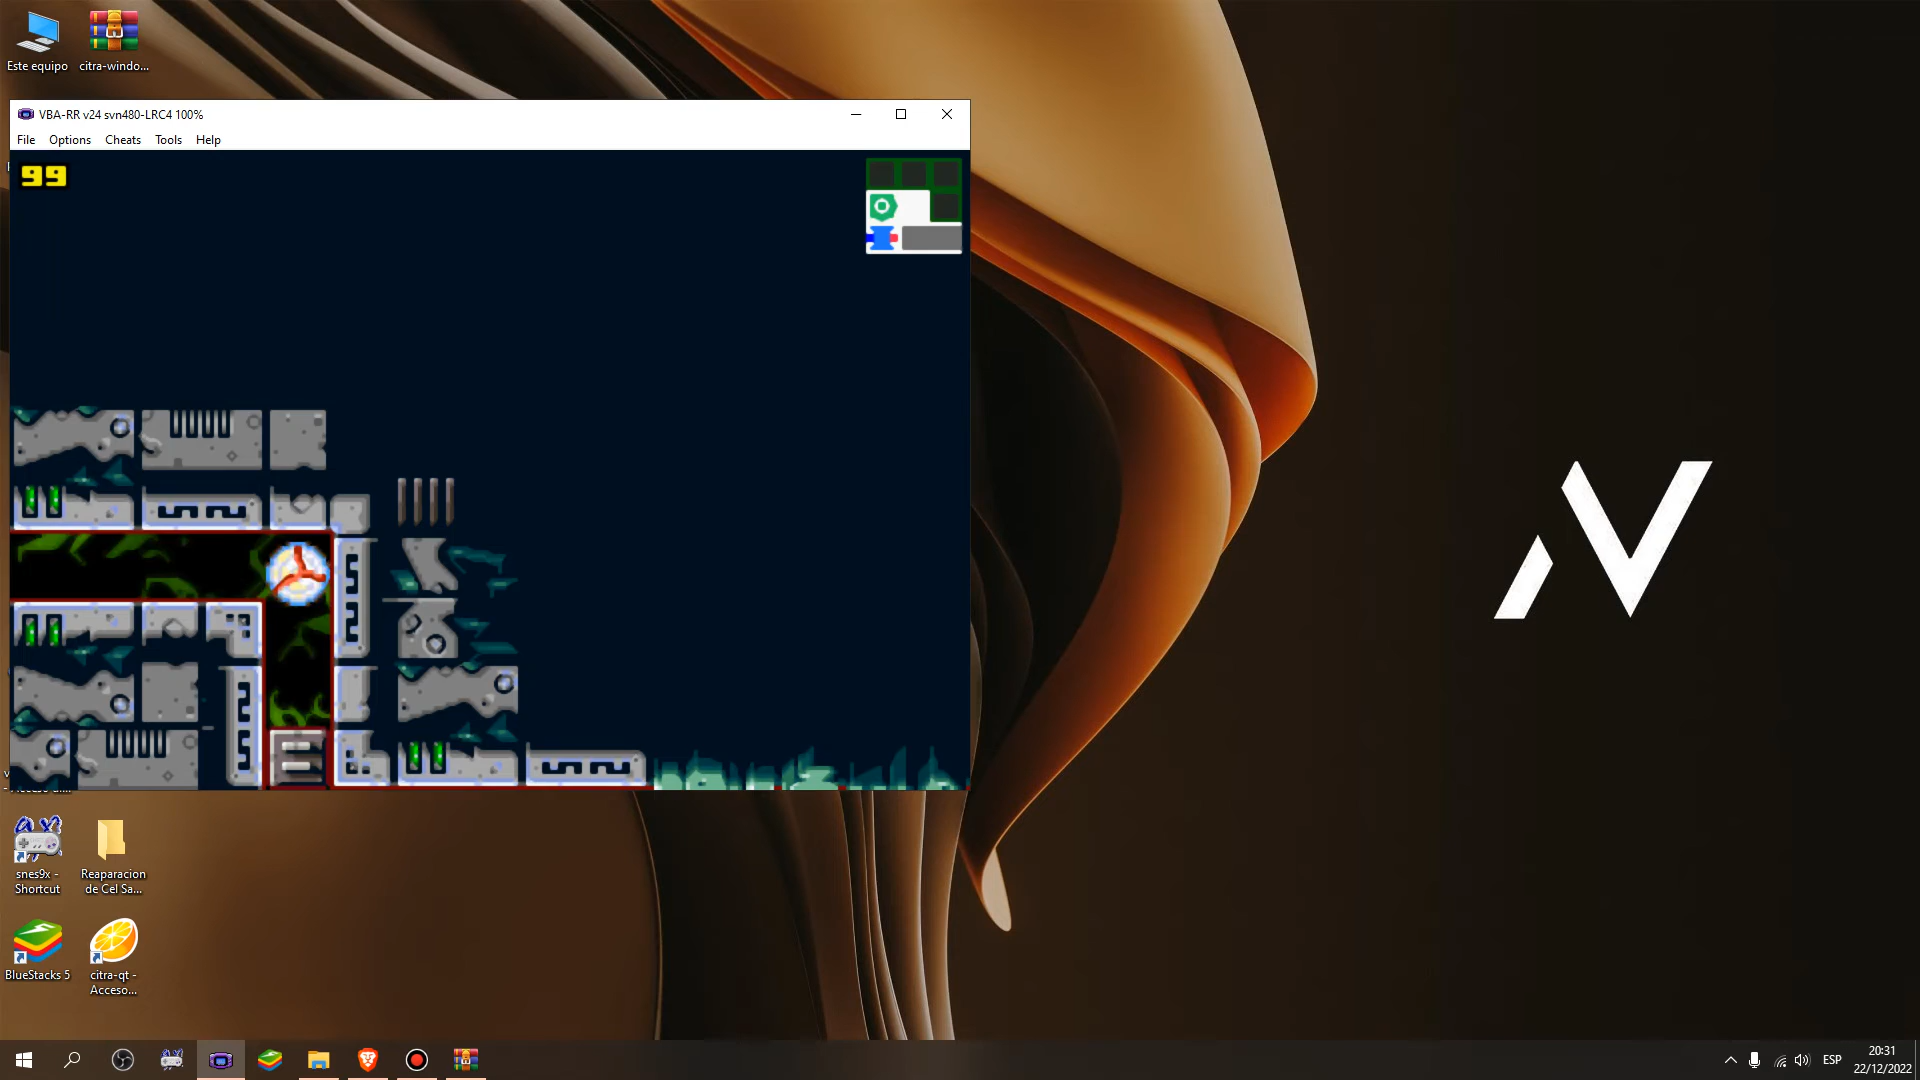 Este equipo
citra-windo...
VBA-RR v24 svn480-LRC4 100%
File Options Cheats Tools Help
99
snes9x -
Shortcut
Reaparacion
de Cel Sa...
BlueStacks 5
citra-qt -
Acceso...
ESP
20:31
22/12/2022